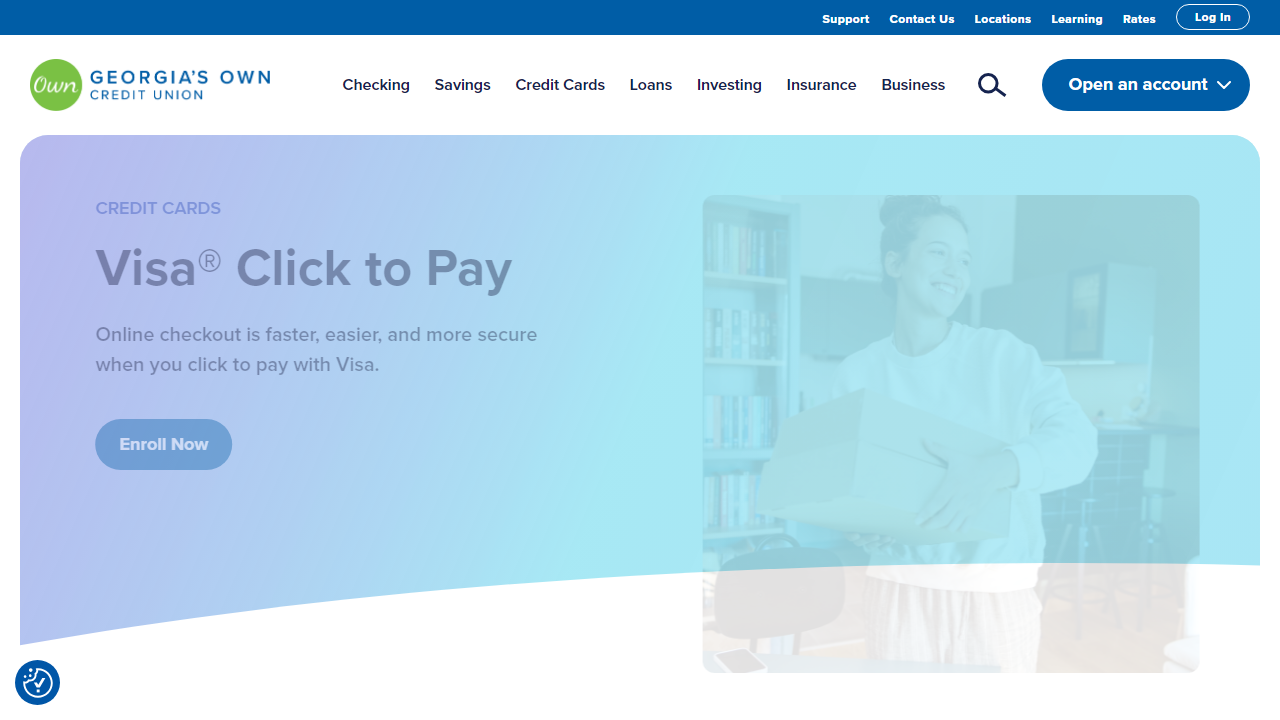 Support Contact Us Locations Learning Rates Log In
Own GEORGIA'S OWN
CREDIT UNION
Checking Savings Credit Cards Loans Investing Insurance Business Open an account
CREDIT CARDS
Visa® Click to Pay
Online checkout is faster, easier, and more secure
when you click to pay with Visa.
Enroll Now